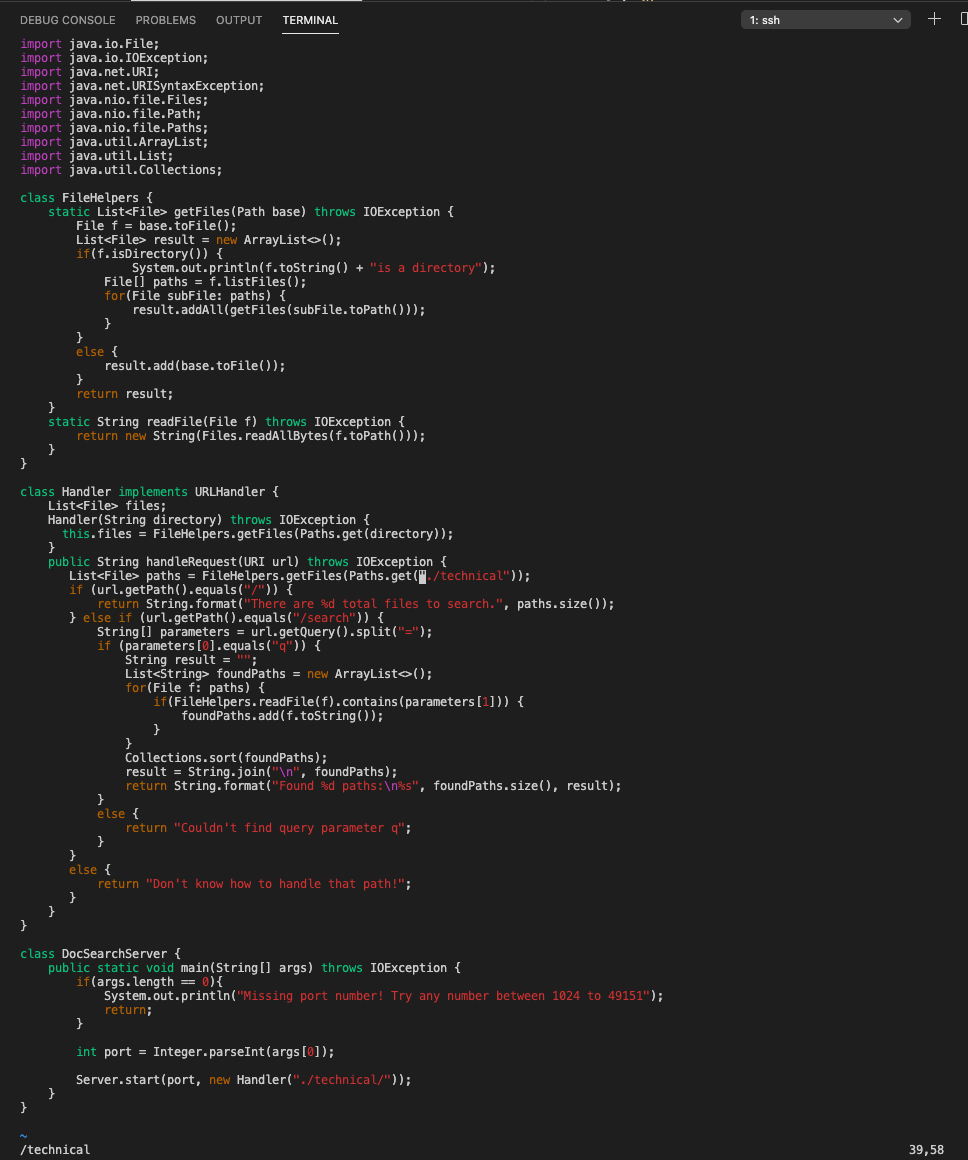 DEBUG CONSOLE PROBLEMS OUTPUT TERMINAL 1: ssh
import java.io.File;
import java.io.IOException;
import java.net.URI;
import java.net.URISyntaxException;
import java.nio.file.Files;
import java.nio.file.Path;
import java.nio.file.Paths;
import java.util.ArrayList;
import java.util.List;
import java.util.Collections;

class FileHelpers {
    static List<File> getFiles(Path base) throws IOException {
        File f = base.toFile();
        List<File> result = new ArrayList<>();
        if(f.isDirectory()) {
                System.out.println(f.toString() + "is a directory");
            File[] paths = f.listFiles();
            for(File subFile: paths) {
                result.addAll(getFiles(subFile.toPath()));
            }
        }
        else {
            result.add(base.toFile());
        }
        return result;
    }
    static String readFile(File f) throws IOException {
        return new String(Files.readAllBytes(f.toPath()));
    }
}

class Handler implements URLHandler {
    List<File> files;
    Handler(String directory) throws IOException {
      this.files = FileHelpers.getFiles(Paths.get(directory));
    }
    public String handleRequest(URI url) throws IOException {
       List<File> paths = FileHelpers.getFiles(Paths.get("./technical"));
       if (url.getPath().equals("/")) {
           return String.format("There are %d total files to search.", paths.size());
       } else if (url.getPath().equals("/search")) {
           String[] parameters = url.getQuery().split("=");
           if (parameters[0].equals("q")) {
               String result = "";
               List<String> foundPaths = new ArrayList<>();
               for(File f: paths) {
                   if(FileHelpers.readFile(f).contains(parameters[1])) {
                       foundPaths.add(f.toString());
                   }
               }
               Collections.sort(foundPaths);
               result = String.join("\n", foundPaths);
               return String.format("Found %d paths:\n%s", foundPaths.size(), result);
           }
           else {
               return "Couldn't find query parameter q";
           }
       }
       else {
           return "Don't know how to handle that path!";
       }
    }
}

class DocSearchServer {
    public static void main(String[] args) throws IOException {
        if(args.length == 0){
            System.out.println("Missing port number! Try any number between 1024 to 49151");
            return;
        }

        int port = Integer.parseInt(args[0]);

        Server.start(port, new Handler("./technical/"));
    }
}

~
/technical 39,58